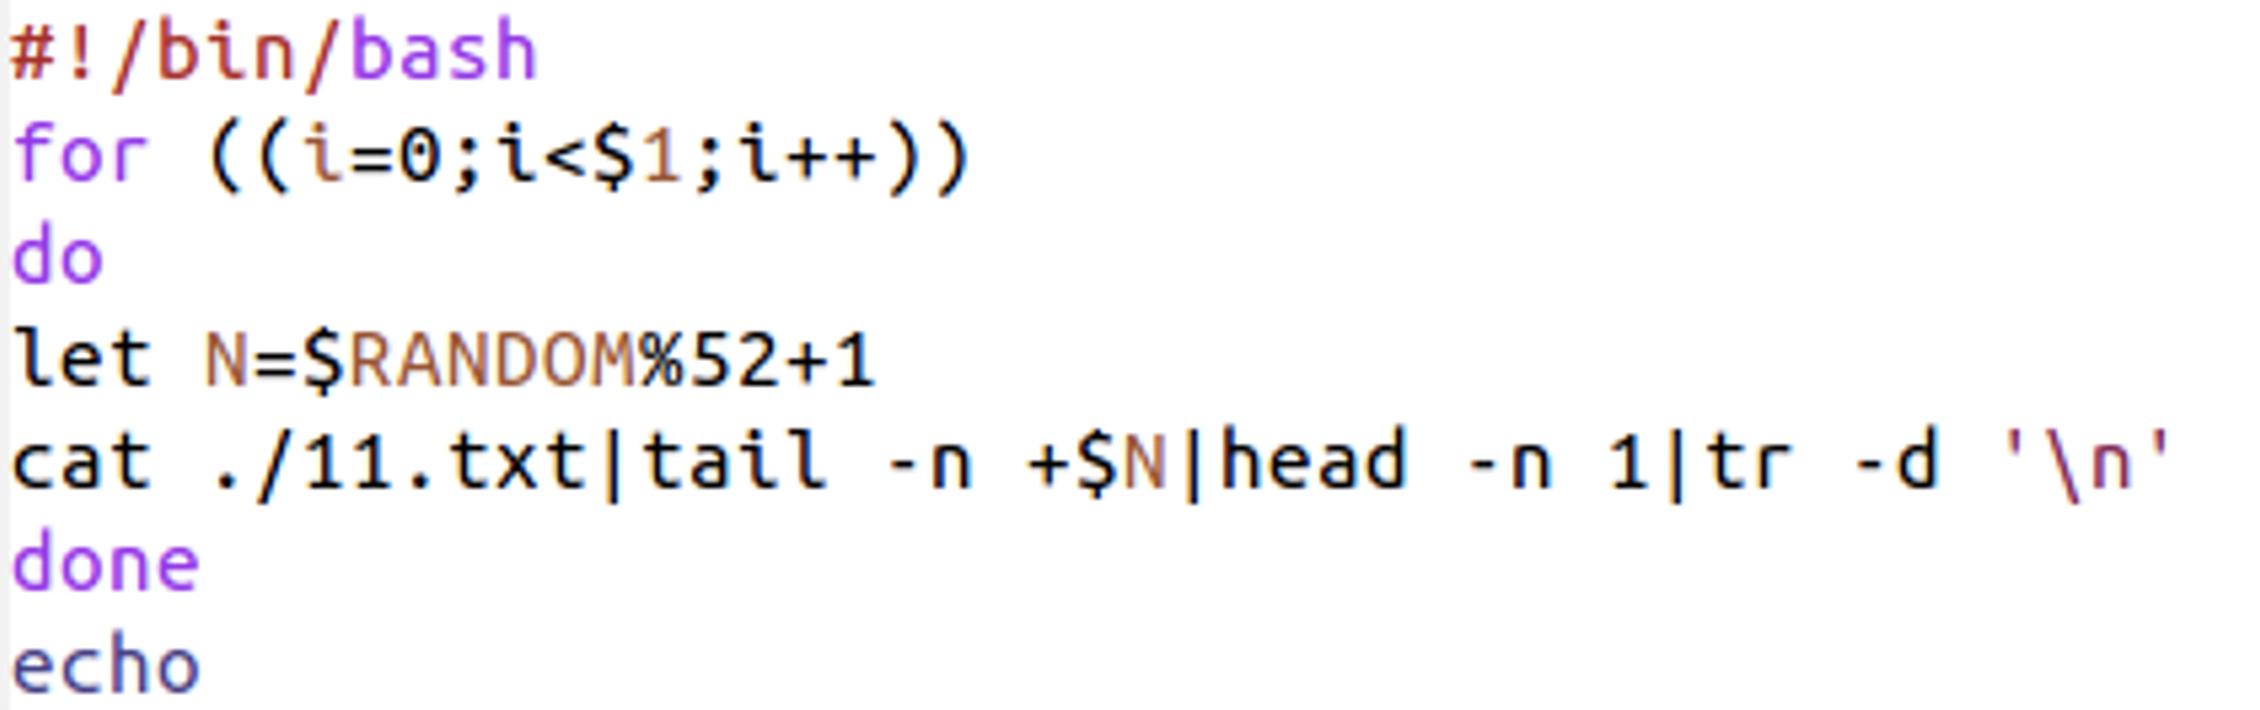 #!/bin/bash
for ((i=0;i<$1;i++))
do
let N=$RANDOM%52+1
cat ./11.txt|tail -n +$N|head -n 1|tr -d '\n'
done
echo